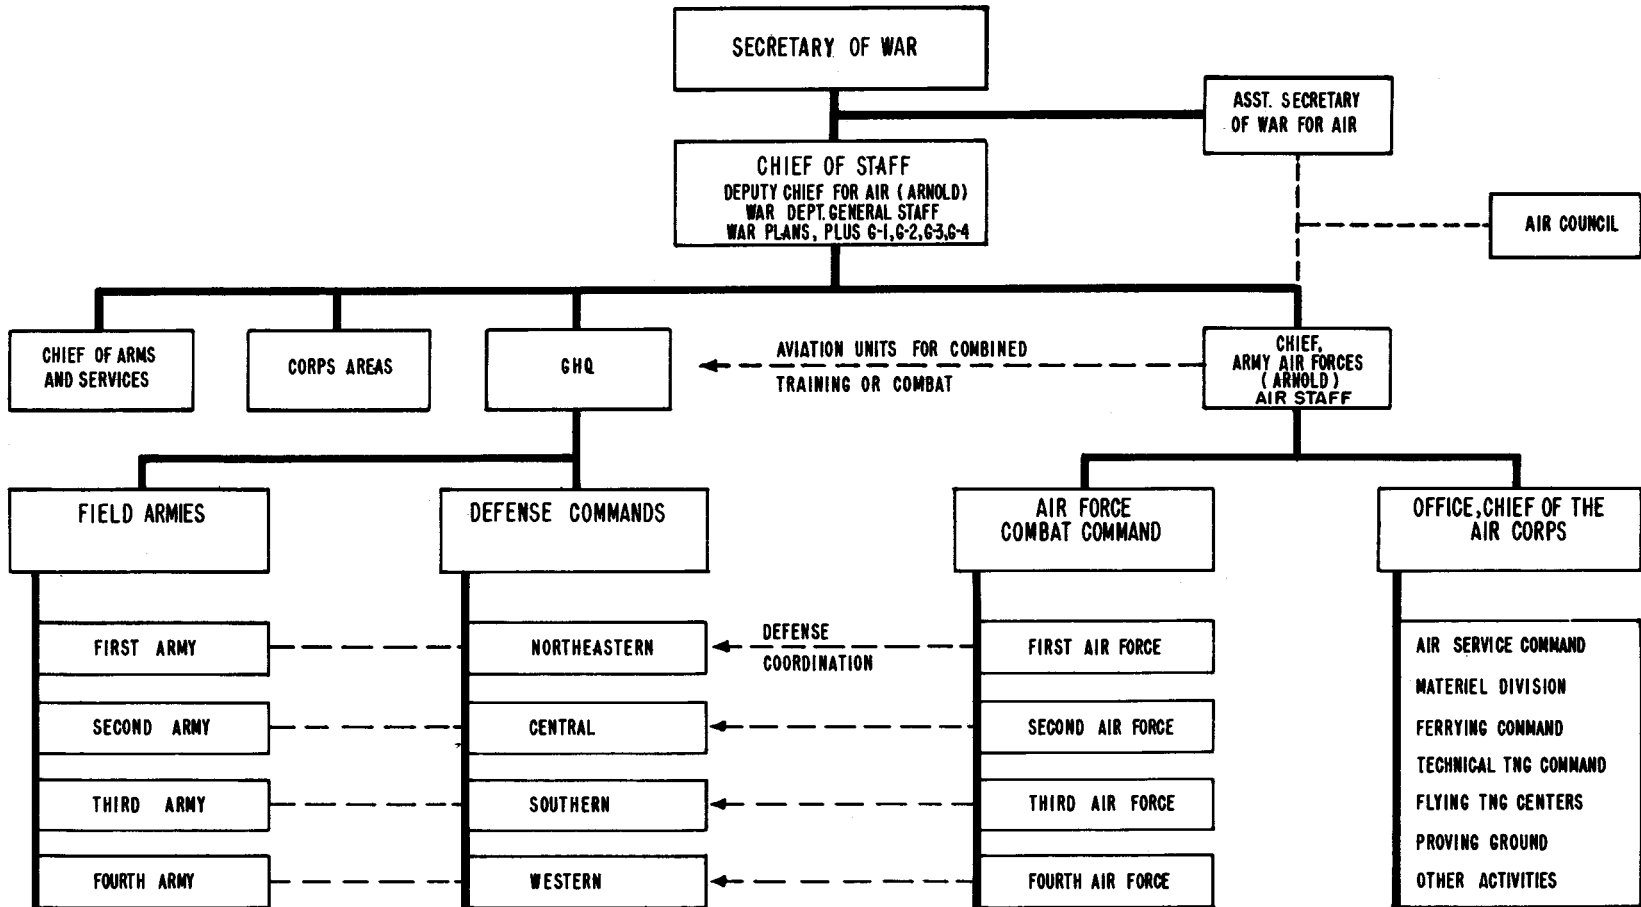 SECRETARY OF WAR
ASST. SECRETARY
OF WAR FOR AIR
CHIEF OF STAFF
DEPUTY CHIEF FOR AIR (ARNOLD)
WAR DEPT. GENERAL STAFF
WAR PLANS, PLUS G-1, G-2, G-3, G-4
AIR COUNCIL
CHIEF OF ARMS
AND SERVICES
CORPS AREAS
GHQ
AVIATION UNITS FOR COMBINED
TRAINING OR COMBAT
CHIEF,
ARMY AIR FORCES
(ARNOLD)
AIR STAFF
FIELD ARMIES
DEFENSE COMMANDS
AIR FORCE
COMBAT COMMAND
OFFICE, CHIEF OF THE
AIR CORPS
FIRST ARMY
NORTHEASTERN
DEFENSE
COORDINATION
FIRST AIR FORCE
SECOND ARMY
CENTRAL
SECOND AIR FORCE
THIRD ARMY
SOUTHERN
THIRD AIR FORCE
FOURTH ARMY
WESTERN
FOURTH AIR FORCE
AIR SERVICE COMMAND
MATERIEL DIVISION
FERRYING COMMAND
TECHNICAL TNG COMMAND
FLYING TNG CENTERS
PROVING GROUND
OTHER ACTIVITIES